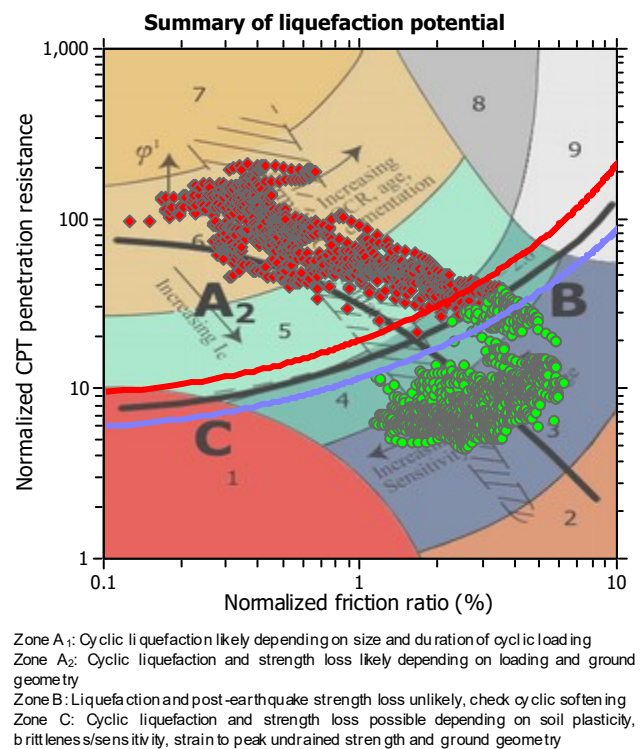 Summary of liquefaction potential
1,000
7
8
9
φ'
Increasing
OCR, age,
cementation
100
6
A2
B
Increasing Ic
5
10
4
C
3
Increasing
Sensitivity
1
2
1
0.1
1
10
Normalized CPT penetration resistance
Normalized friction ratio (%)
Zone A1: Cyclic liquefaction likely depending on size and duration of cyclic loading
Zone A2: Cyclic liquefaction and strength loss likely depending on loading and ground
geometry
Zone B: Liquefaction and post-earthquake strength loss unlikely, check cyclic softening
Zone C: Cyclic liquefaction and strength loss possible depending on soil plasticity,
brittleness/sensitivity, strain to peak undrained strength and ground geometry